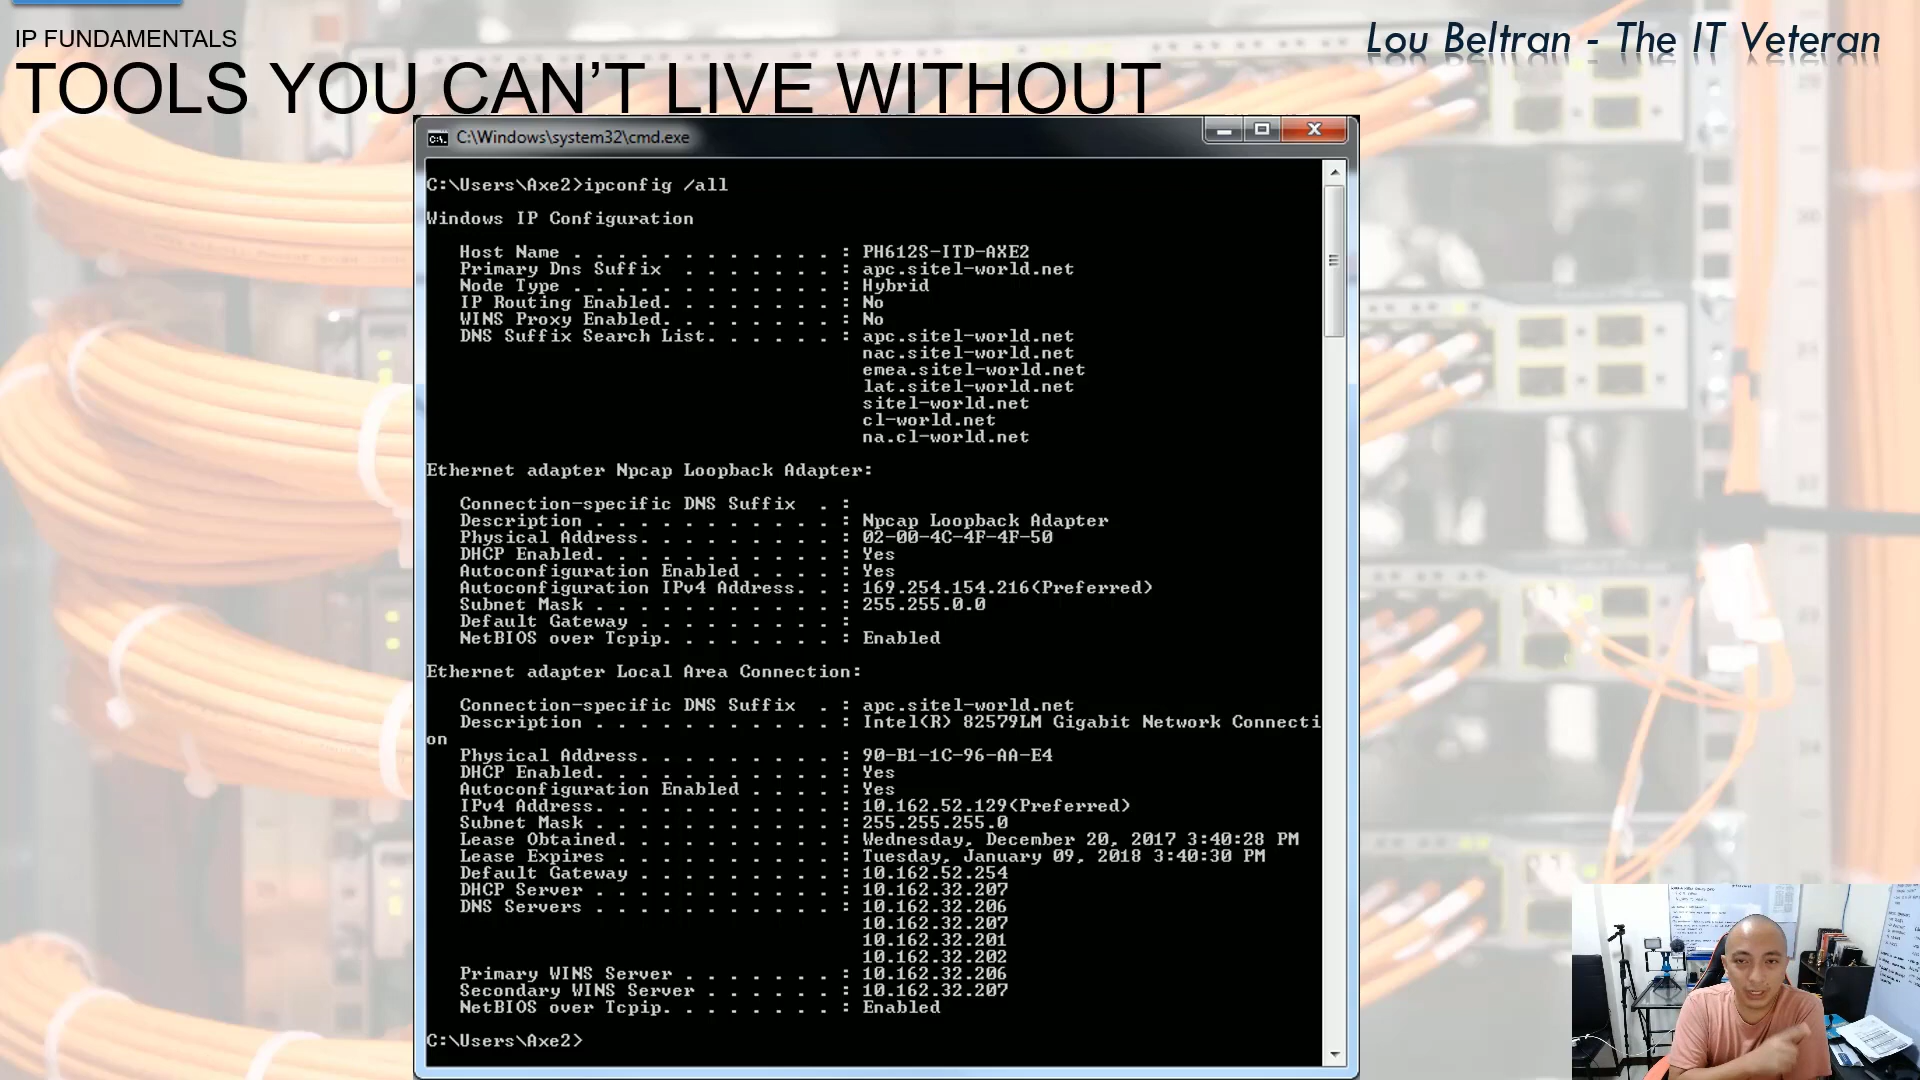 IP FUNDAMENTALS
TOOLS YOU CAN’T LIVE WITHOUT
Lou Beltran - The IT Veteran
C:\Windows\system32\cmd.exe
C:\Users\Axe2>ipconfig /all
Windows IP Configuration
Host Name . . . . . . . . . . . . : PH612S-ITD-AXE2
Primary Dns Suffix  . . . . . . . : apc.sitel-world.net
Node Type . . . . . . . . . . . . : Hybrid
IP Routing Enabled. . . . . . . . : No
WINS Proxy Enabled. . . . . . . . : No
DNS Suffix Search List. . . . . . : apc.sitel-world.net
nac.sitel-world.net
emea.sitel-world.net
lat.sitel-world.net
sitel-world.net
cl-world.net
na.cl-world.net
Ethernet adapter Npcap Loopback Adapter:
Connection-specific DNS Suffix  . :
Description . . . . . . . . . . . : Npcap Loopback Adapter
Physical Address. . . . . . . . . : 02-00-4C-4F-4F-50
DHCP Enabled. . . . . . . . . . . : Yes
Autoconfiguration Enabled . . . . : Yes
Autoconfiguration IPv4 Address. . : 169.254.154.216(Preferred)
Subnet Mask . . . . . . . . . . . : 255.255.0.0
Default Gateway . . . . . . . . . :
NetBIOS over Tcpip. . . . . . . . : Enabled
Ethernet adapter Local Area Connection:
Connection-specific DNS Suffix  . : apc.sitel-world.net
Description . . . . . . . . . . . : Intel(R) 82579LM Gigabit Network Connecti
on
Physical Address. . . . . . . . . : 90-B1-1C-96-AA-E4
DHCP Enabled. . . . . . . . . . . : Yes
Autoconfiguration Enabled . . . . : Yes
IPv4 Address. . . . . . . . . . . : 10.162.52.129(Preferred)
Subnet Mask . . . . . . . . . . . : 255.255.255.0
Lease Obtained. . . . . . . . . . : Wednesday, December 20, 2017 3:40:28 PM
Lease Expires . . . . . . . . . . : Tuesday, January 09, 2018 3:40:30 PM
Default Gateway . . . . . . . . . : 10.162.52.254
DHCP Server . . . . . . . . . . . : 10.162.32.207
DNS Servers . . . . . . . . . . . : 10.162.32.206
10.162.32.207
10.162.32.201
10.162.32.202
Primary WINS Server . . . . . . . : 10.162.32.206
Secondary WINS Server . . . . . . : 10.162.32.207
NetBIOS over Tcpip. . . . . . . . : Enabled
C:\Users\Axe2>